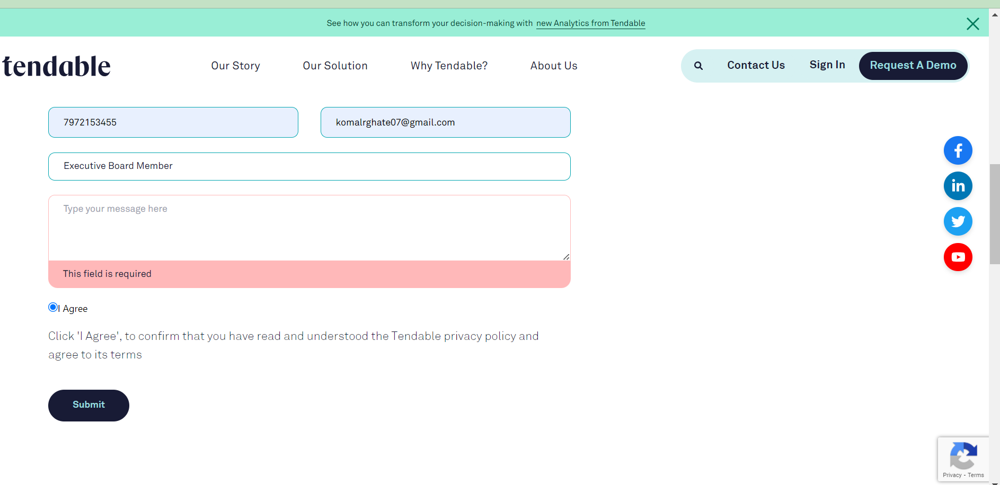 See how you can transform your decision-making with new Analytics from Tendable
tendable
Our Story
Our Solution
Why Tendable?
About Us
Contact Us
Sign In
Request A Demo
7972153455
komalrghate07@gmail.com
Executive Board Member
Type your message here
This field is required
I Agree
Click 'I Agree', to confirm that you have read and understood the Tendable privacy policy and
agree to its terms
Submit
Privacy - Terms